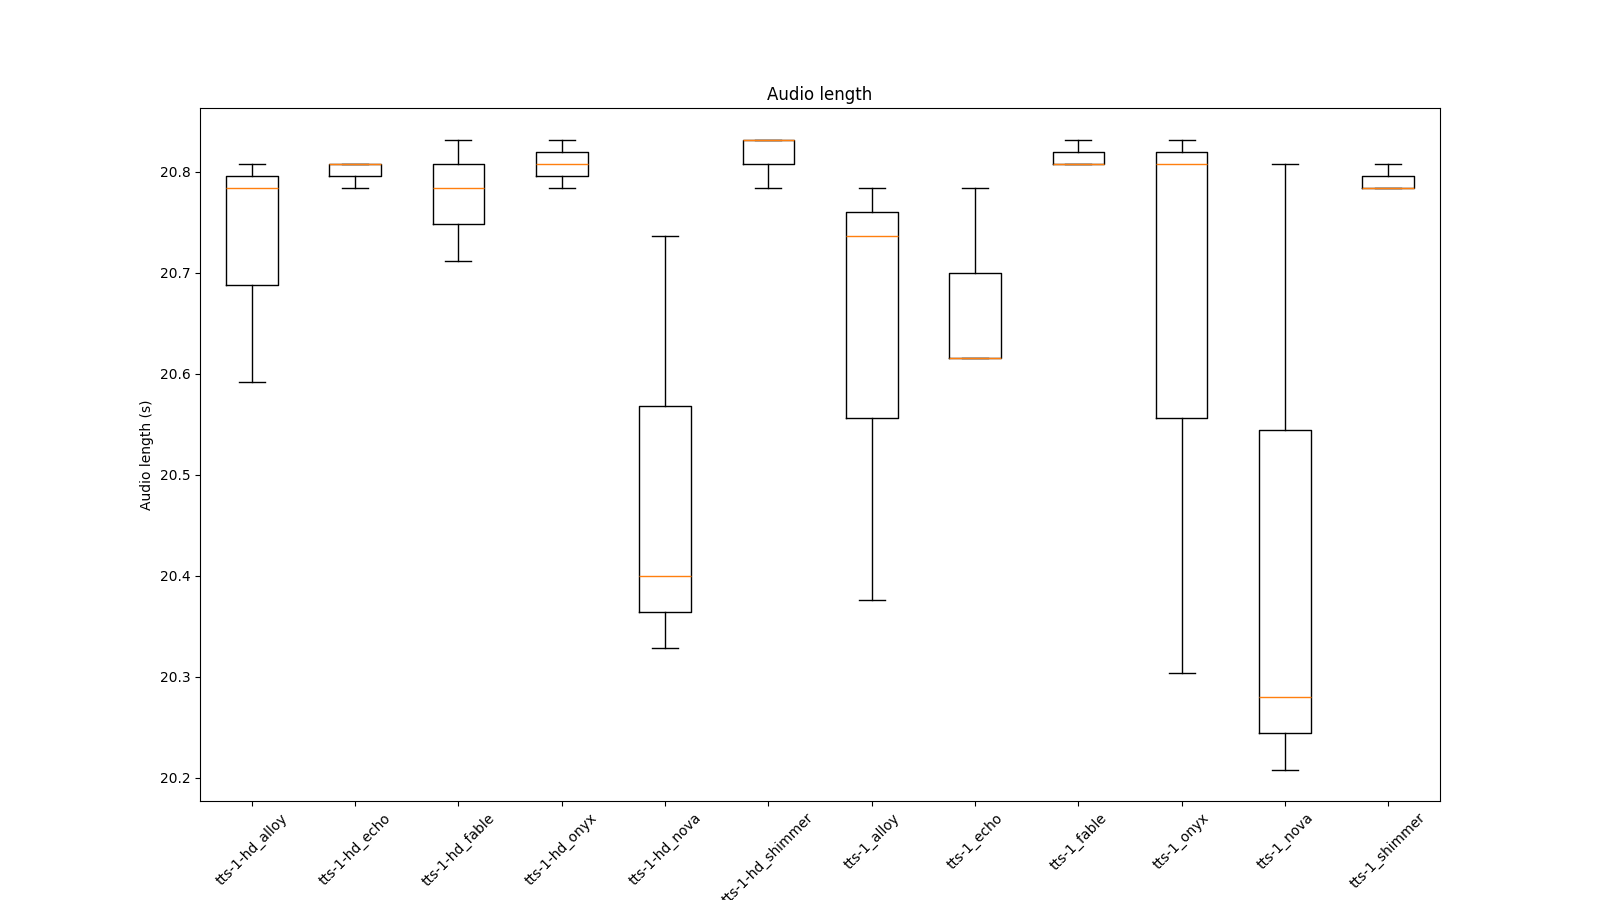 Audio length
Audio length (s)
20.8
20.7
20.6
20.5
20.4
20.3
20.2
tts-1-hd_alloy
tts-1-hd_echo
tts-1-hd_fable
tts-1-hd_onyx
tts-1-hd_nova
tts-1-hd_shimmer
tts-1_alloy
tts-1_echo
tts-1_fable
tts-1_onyx
tts-1_nova
tts-1_shimmer